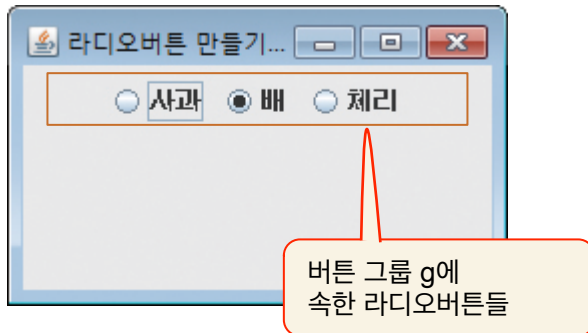 라디오버튼 만들기...
사과 배 체리
버튼 그룹 g에
속한 라디오버튼들